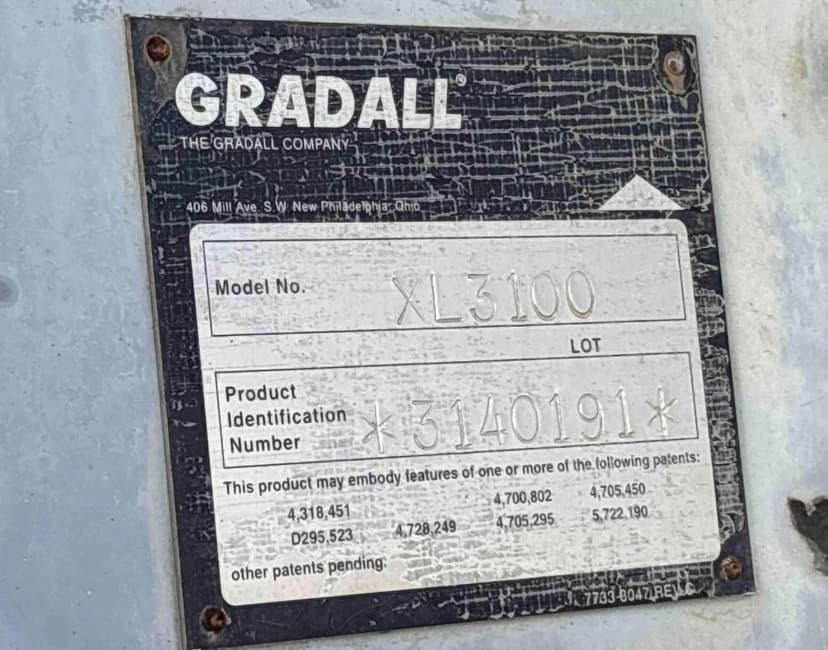 GRADALL®
THE GRADALL COMPANY
406 Mill Ave. S.W. New Philadelphia, Ohio
Model No. XL3100
LOT
Product
Identification
Number *3140191*
This product may embody features of one or more of the following patents:
4,318,451 4,700,802 4,705,450
D295,523 4,728,249 4,705,295 5,722,190
other patents pending:
7733-3047 REV